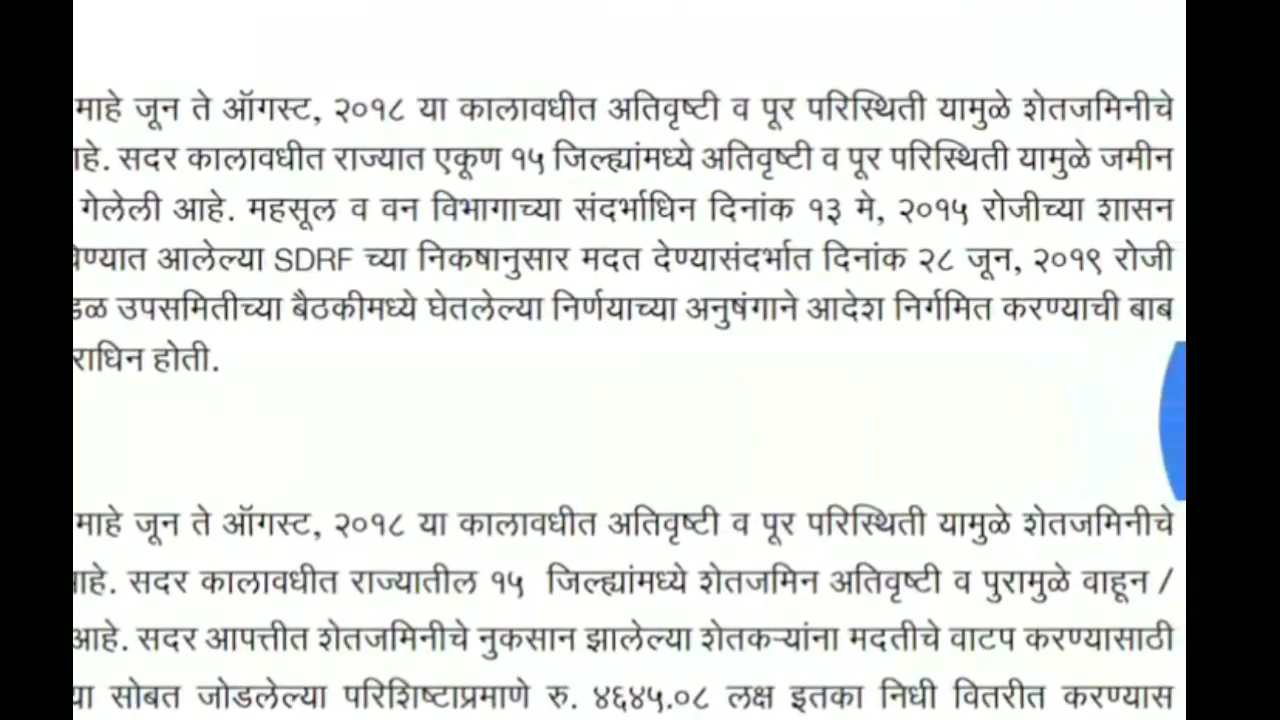 माहे जून ते ऑगस्ट, २०१८ या कालावधीत अतिवृष्टी व पूर परिस्थिती यामुळे शेतजमिनीचे
सदर कालावधीत राज्यात एकूण १५ जिल्ह्यांमध्ये अतिवृष्टी व पूर परिस्थिती यामुळे जमीन
गेलेली आहे. महसूल व वन विभागाच्या संदर्भाधिन दिनांक १३ मे, २०१५ रोजीच्या शासन
आलेल्या SDRF च्या निकषानुसार मदत देण्यासंदर्भात दिनांक २८ जून, २०१९ रोजी
उपसमितीच्या बैठकीमध्ये घेतलेल्या निर्णयाच्या अनुषंगाने आदेश निर्गमित करण्याची बाब
होती.
माहे जून ते ऑगस्ट, २०१८ या कालावधीत अतिवृष्टी व पूर परिस्थिती यामुळे शेतजमिनीचे
सदर कालावधीत राज्यातील १५ जिल्ह्यांमध्ये शेतजमिन अतिवृष्टी व पुरामुळे वाहून /
आहे. सदर आपत्तीत शेतजमिनीचे नुकसान झालेल्या शेतकऱ्यांना मदतीचे वाटप करण्यासाठी
या सोबत जोडलेल्या परिशिष्टाप्रमाणे रु. ४६४५.०८ लक्ष इतका निधी वितरीत करण्यास